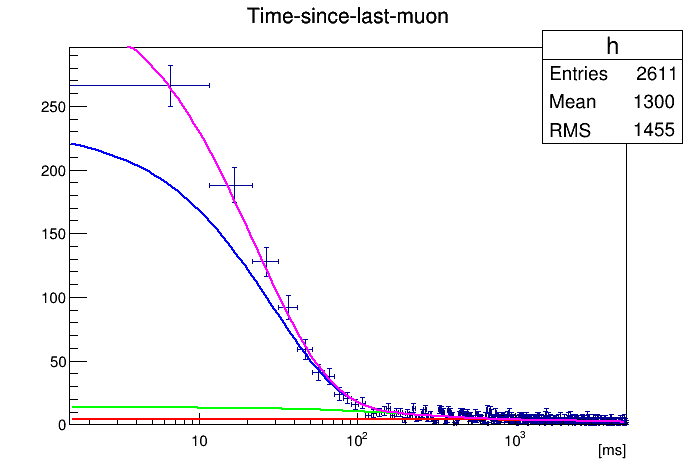 Time-since-last-muon
h
Entries 2611
Mean 1300
RMS 1455
250
200
150
100
50
0
10 10² 10³
[ms]